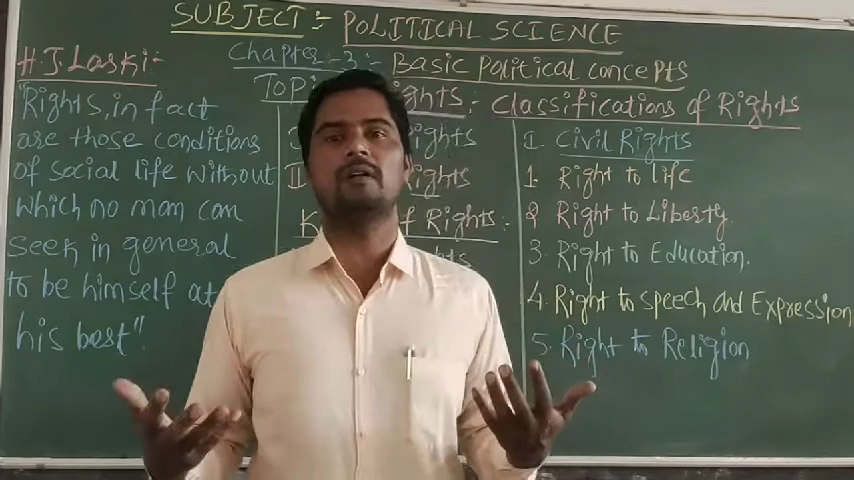 SUBJECT :- POLITICAL SCIENCE
Chapter-3:- BASIC POLITICAL CONCEPTS
H.J. Laski:-
"Rights, in fact
are those conditions
of social life without
which no man can
seek in general
to be himself at
his best"
Rights
Rights
of Rights:
Classifications of Rights
I. CIVIL RIGHTS
1 Right to Life
2 Right to Liberty
3. Right to Education.
4. Right to Speech and Expression
5. Right to Religion